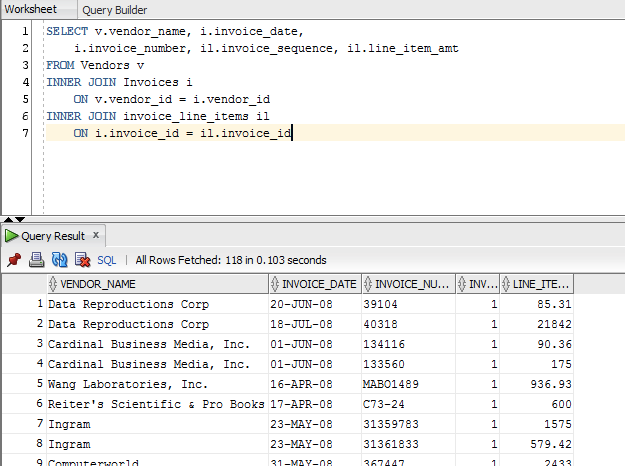 Worksheet Query Builder
1 SELECT v.vendor_name, i.invoice_date,
2 i.invoice_number, il.invoice_sequence, il.line_item_amt
3 FROM Vendors v
4 INNER JOIN Invoices i
5 ON v.vendor_id = i.vendor_id
6 INNER JOIN invoice_line_items il
7 ON i.invoice_id = il.invoice_id
Query Result x
SQL | All Rows Fetched: 118 in 0.103 seconds
VENDOR_NAME INVOICE_DATE INVOICE_NU... INV... LINE_ITE...
1 Data Reproductions Corp 20-JUN-08 39104 1 85.31
2 Data Reproductions Corp 18-JUL-08 40318 1 21842
3 Cardinal Business Media, Inc. 01-JUN-08 134116 1 90.36
4 Cardinal Business Media, Inc. 01-JUN-08 133560 1 175
5 Wang Laboratories, Inc. 16-APR-08 MABO1489 1 936.93
6 Reiter's Scientific & Pro Books 17-APR-08 C73-24 1 600
7 Ingram 23-MAY-08 31359783 1 1575
8 Ingram 23-MAY-08 31361833 1 579.42
9 Computerworld 31-MAY-08 367447 1 2433